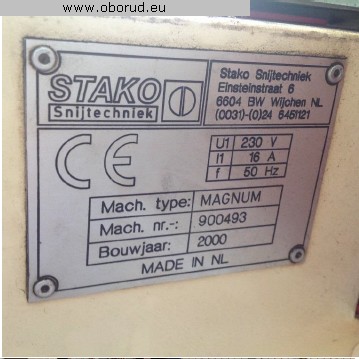 www.oborud.eu
STAKO
Snijtechniek
Stako Snijtechniek
Einsteinstraat 6
6604 BW Wijchen NL
(0031)-(0)24 6451121
CE
U1 230 V
I1 16 A
f 50 Hz
Mach. type: MAGNUM
Mach. nr.-: 900493
Bouwjaar: 2000
MADE IN NL